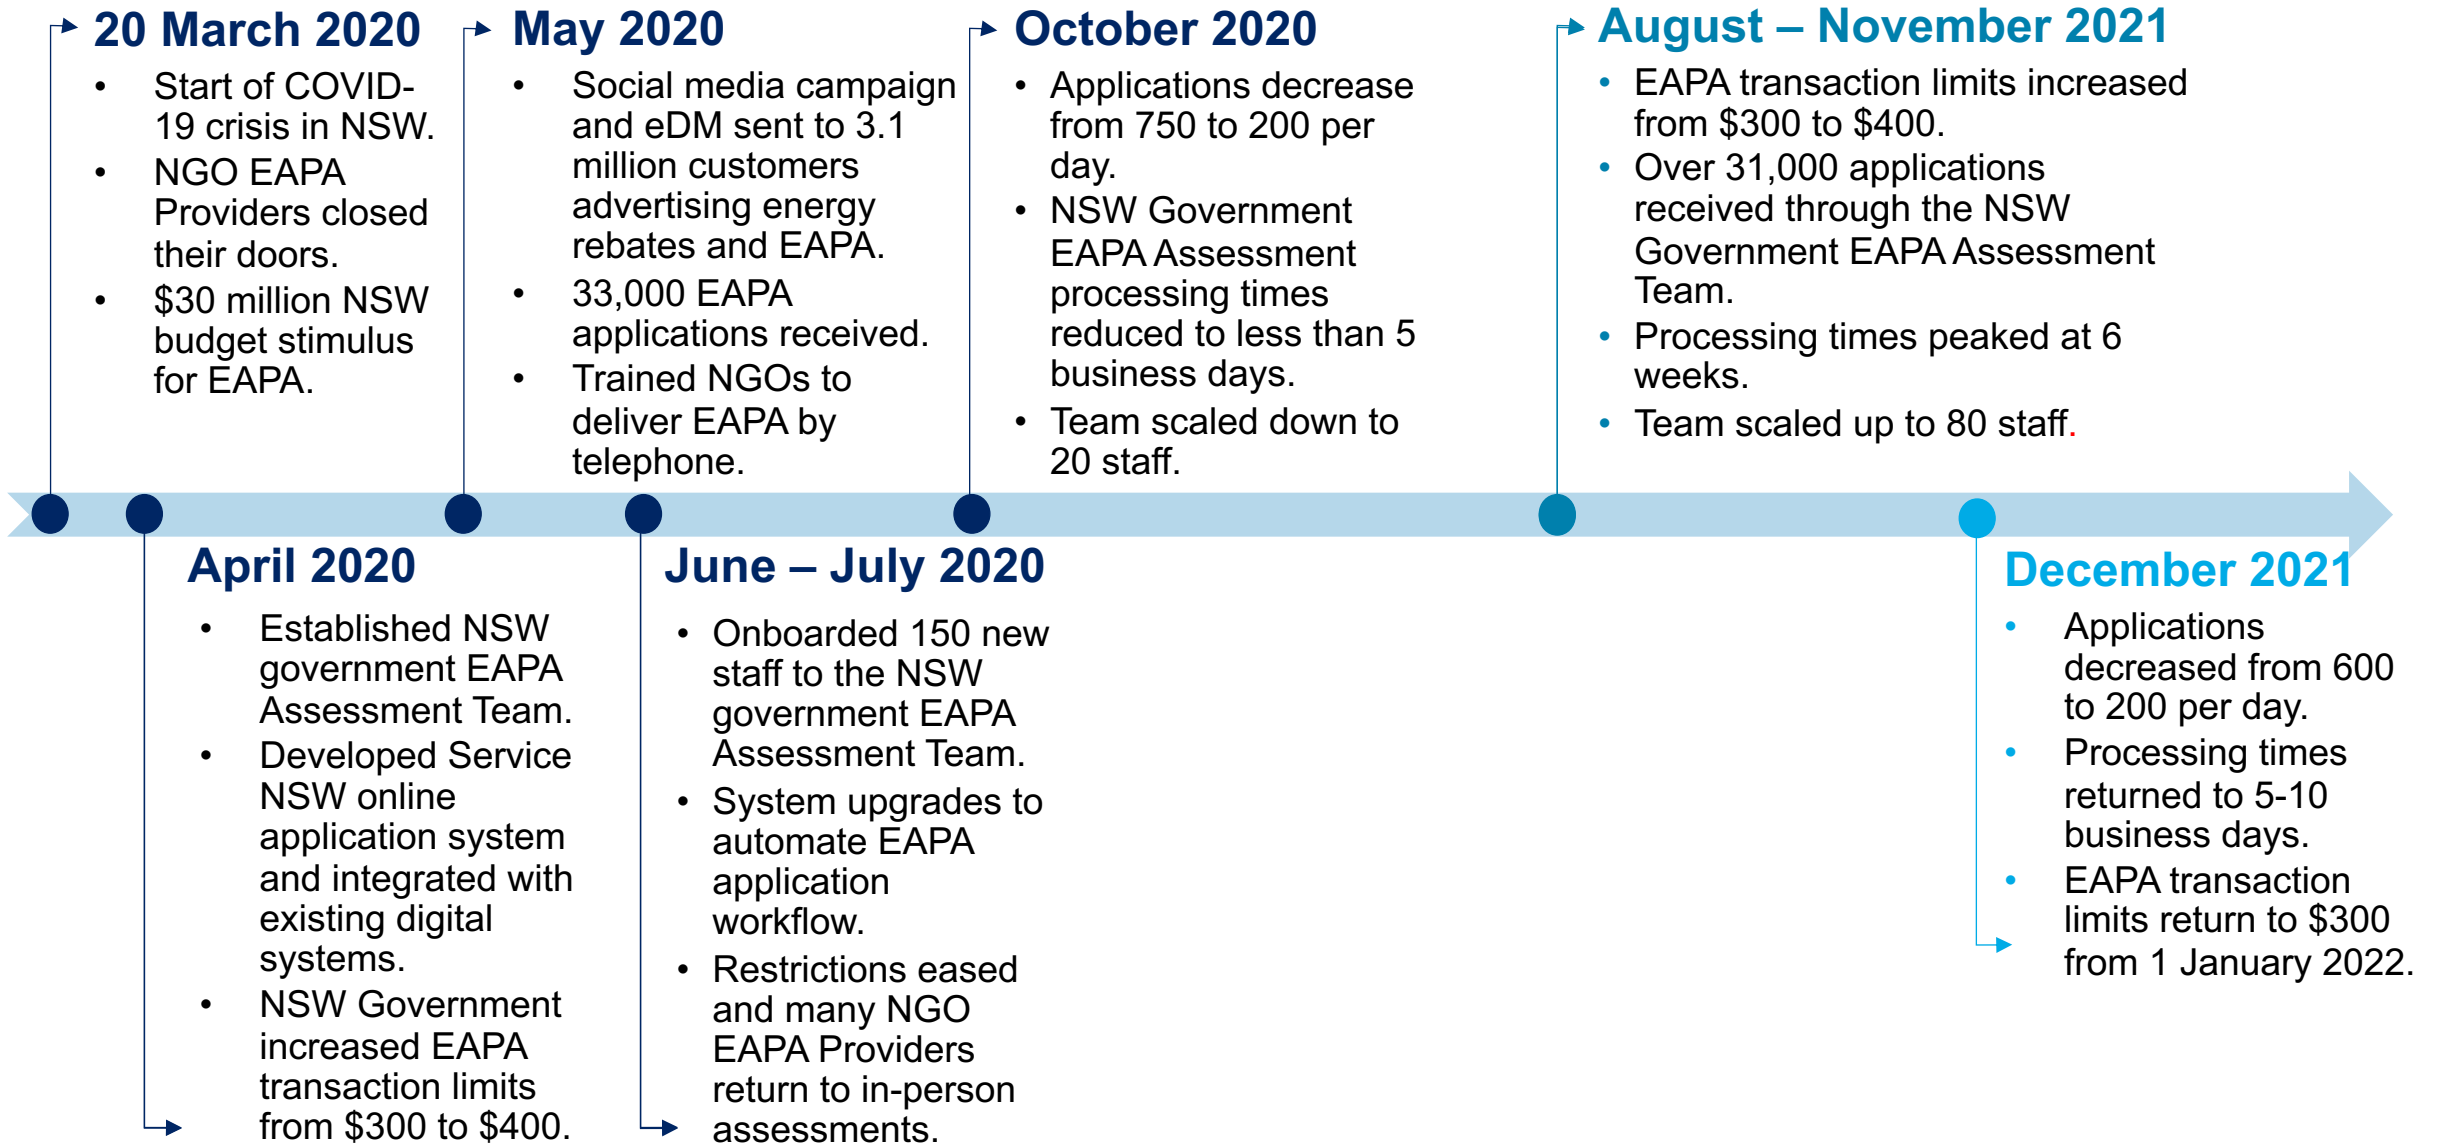 20 March 2020
• Start of COVID-
19 crisis in NSW.
• NGO EAPA
Providers closed
their doors.
• $30 million NSW
budget stimulus
for EAPA.
April 2020
• Established NSW
government EAPA
Assessment Team.
• Developed Service
NSW online
application system
and integrated with
existing digital
systems.
• NSW Government
increased EAPA
transaction limits
from $300 to $400.
May 2020
• Social media campaign
and eDM sent to 3.1
million customers
advertising energy
rebates and EAPA.
• 33,000 EAPA
applications received.
• Trained NGOs to
deliver EAPA by
telephone.
June – July 2020
• Onboarded 150 new
staff to the NSW
government EAPA
Assessment Team.
• System upgrades to
automate EAPA
application
workflow.
• Restrictions eased
and many NGO
EAPA Providers
return to in-person
assessments.
October 2020
• Applications decrease
from 750 to 200 per
day.
• NSW Government
EAPA Assessment
processing times
reduced to less than 5
business days.
• Team scaled down to
20 staff.
August – November 2021
• EAPA transaction limits increased
from $300 to $400.
• Over 31,000 applications
received through the NSW
Government EAPA Assessment
Team.
• Processing times peaked at 6
weeks.
• Team scaled up to 80 staff.
December 2021
• Applications
decreased from 600
to 200 per day.
• Processing times
returned to 5-10
business days.
• EAPA transaction
limits return to $300
from 1 January 2022.